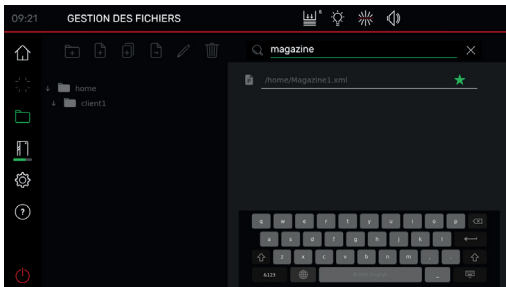 09:21 GESTION DES FICHIERS
magazine
/home/Magazine1.xml
home
client1
q w e r t y u i o p
a s d f g h j k l
z x c v b n m , .
&123 _